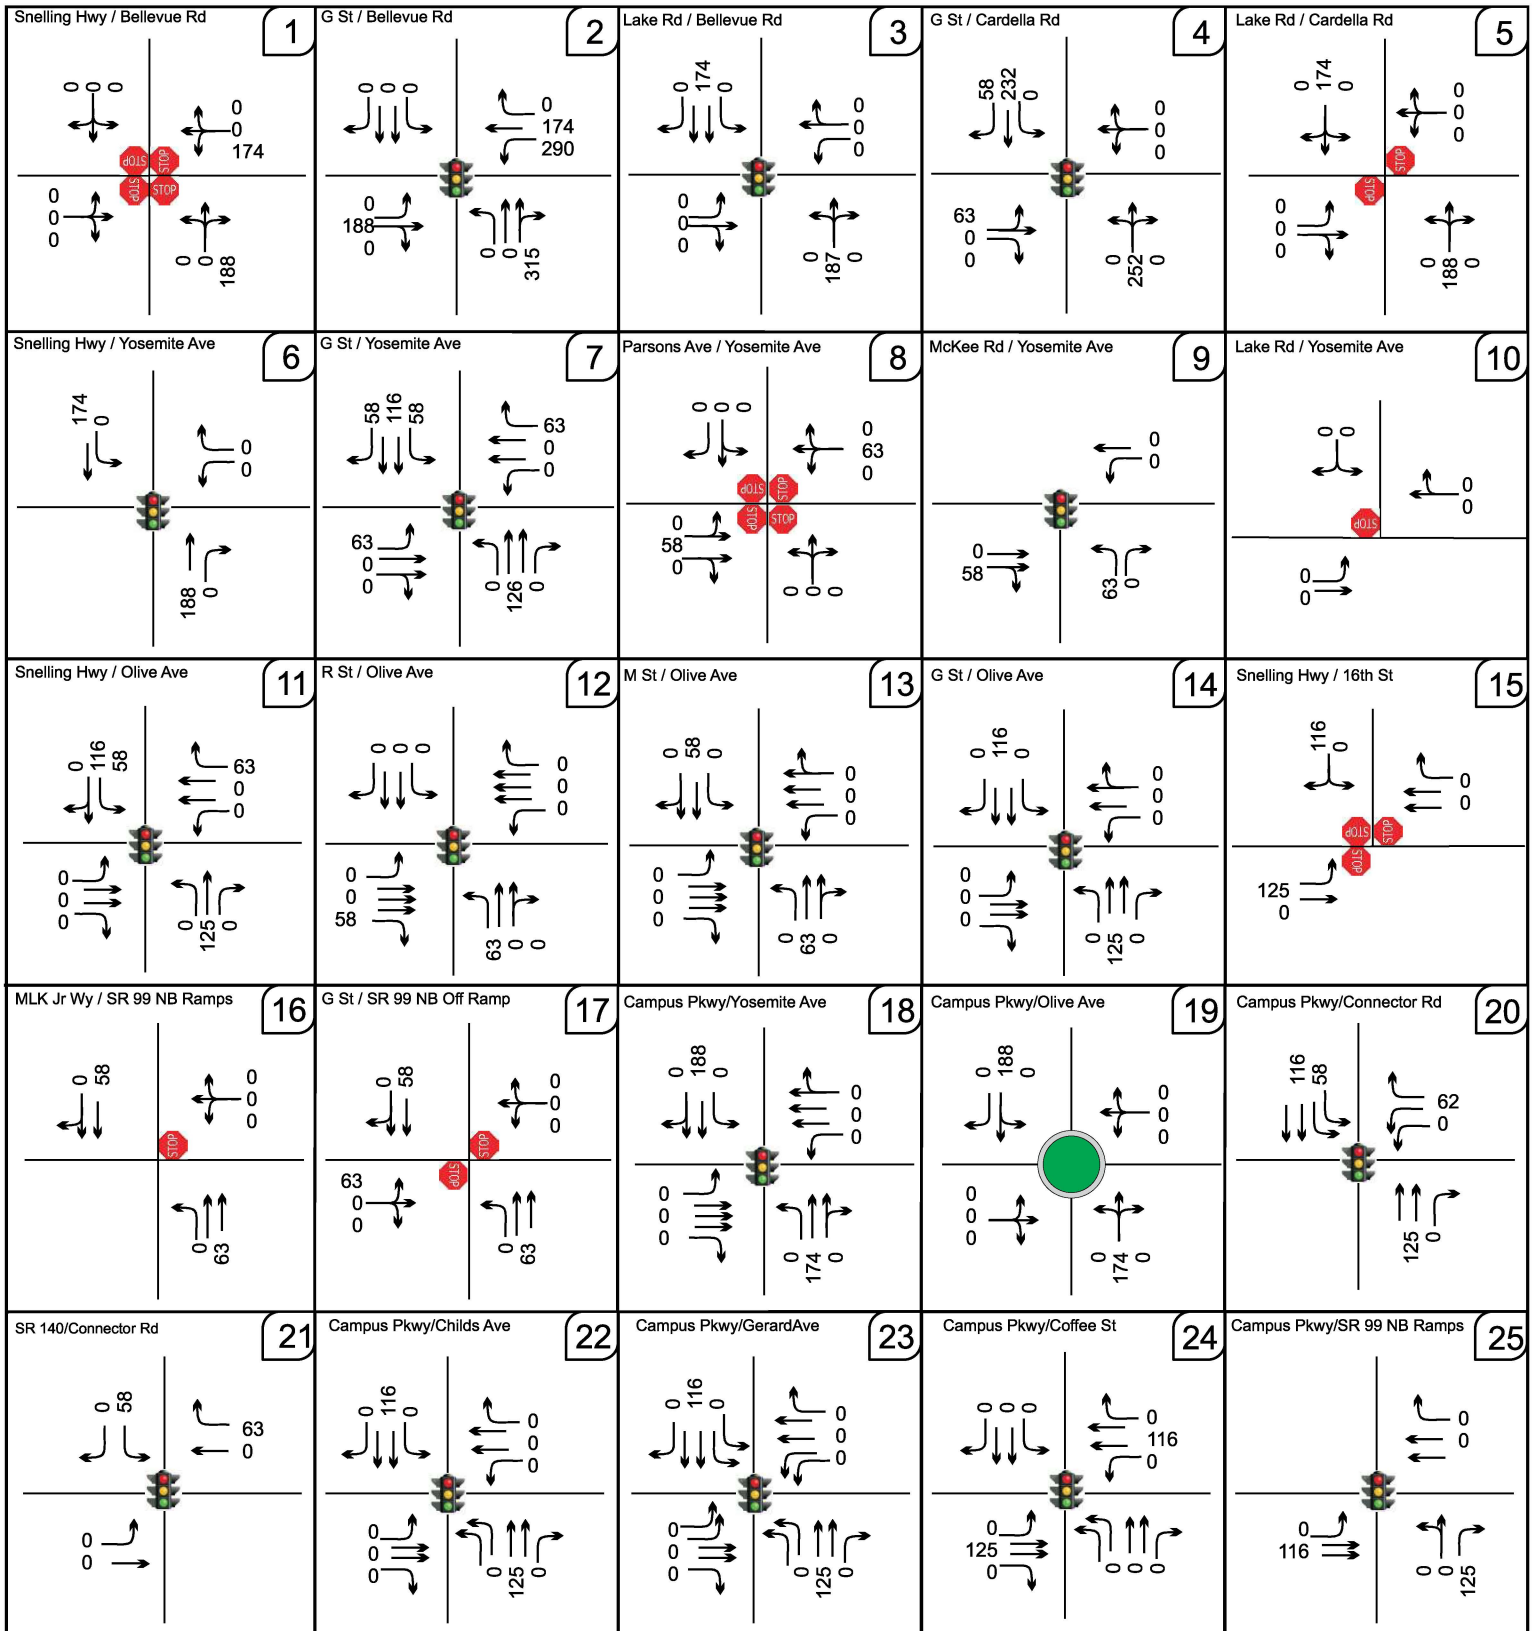 Snelling Hwy / Bellevue Rd
1
0 0 0
0
0
174
STOP STOP
STOP STOP
0
0
0
0 0 188
G St / Bellevue Rd
2
0 0 0
0
174
290
0
188
0
0 0 315
Lake Rd / Bellevue Rd
3
0 174 0
0
0
0
0
0
0
0 187 0
G St / Cardella Rd
4
58 232 0
0
0
0
63
0
0
0 252 0
Lake Rd / Cardella Rd
5
0 174 0
0
0
0
STOP
STOP
0
0
0
0 188 0
Snelling Hwy / Yosemite Ave
6
174 0
0
0
188 0
G St / Yosemite Ave
7
58 116 58
63
0
0
63
0
0
0 126 0
Parsons Ave / Yosemite Ave
8
0 0 0
0
63
0
STOP STOP
STOP STOP
0
58
0
0 0 0
McKee Rd / Yosemite Ave
9
0
0
0
58
63 0
Lake Rd / Yosemite Ave
10
0 0
0
0
STOP
0
0
Snelling Hwy / Olive Ave
11
0 116 58
63
0
0
0
0
0
0 125 0
R St / Olive Ave
12
0 0 0
0
0
0
0
0
58
63 0 0
M St / Olive Ave
13
0 58 0
0
0
0
0
0
0
0 63 0
G St / Olive Ave
14
0 116 0
0
0
0
0
0
0
0 125 0
Snelling Hwy / 16th St
15
116 0
0
0
STOP STOP
STOP
125
0
MLK Jr Wy / SR 99 NB Ramps
16
0 58
0
0
0
STOP
0 63
G St / SR 99 NB Off Ramp
17
0 58
0
0
0
STOP
STOP
63
0
0
0 63
Campus Pkwy/Yosemite Ave
18
0 188 0
0
0
0
0
0
0
0 174 0
Campus Pkwy/Olive Ave
19
0 188 0
0
0
0
0
0
0
0 174 0
Campus Pkwy/Connector Rd
20
116 58
62
0
125 0
SR 140/Connector Rd
21
0 58
63
0
0
0
Campus Pkwy/Childs Ave
22
0 116 0
0
0
0
0
0
0
0 125 0
Campus Pkwy/GerardAve
23
0 116 0
0
0
0
0
0
0
0 125 0
Campus Pkwy/Coffee St
24
0 0 0
0
116
0
0
125
0
0 0 0
Campus Pkwy/SR 99 NB Ramps
25
0
0
0
116
0 0 125